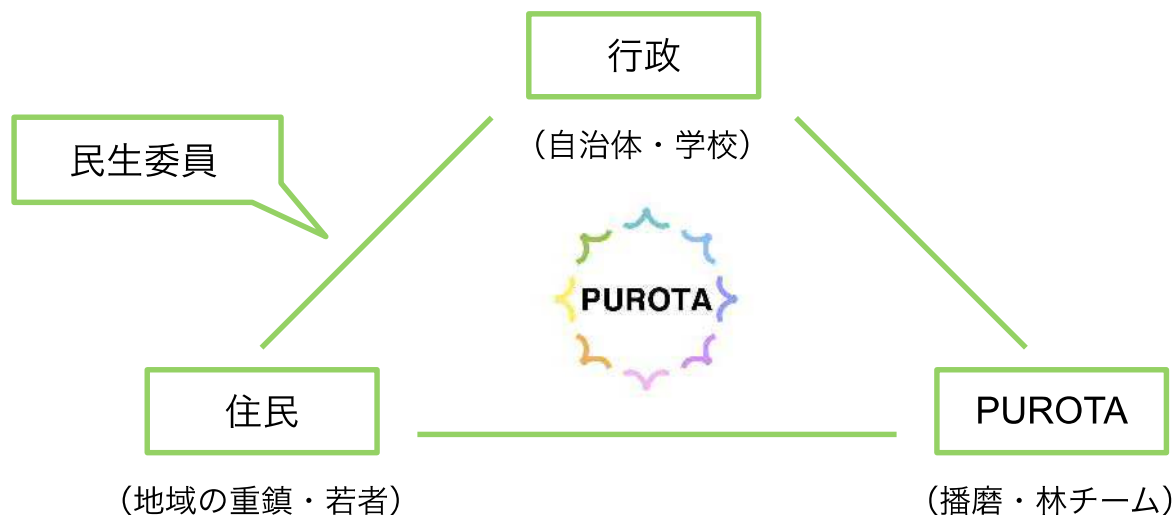 行政
(自治体・学校)
民生委員
PUROTA
住民
(地域の重鎮・若者)
PUROTA
(播磨・林チーム)